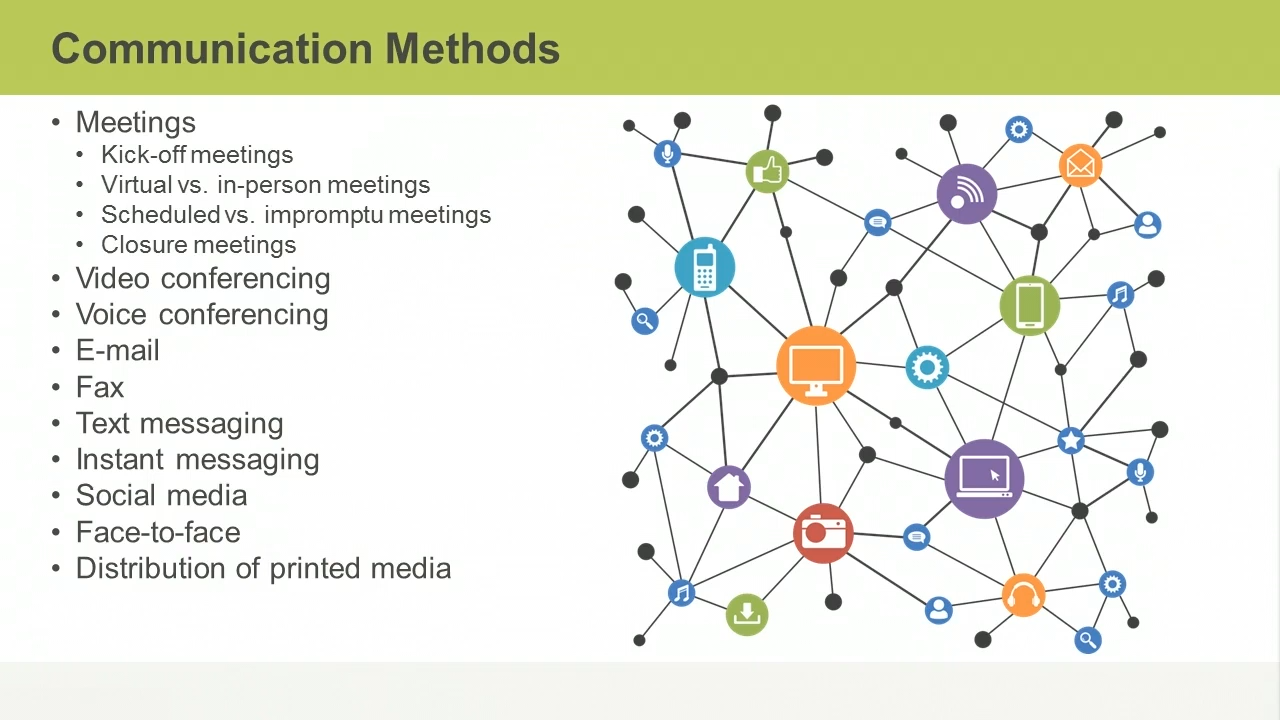 Communication Methods
• Meetings
• Kick-off meetings
• Virtual vs. in-person meetings
• Scheduled vs. impromptu meetings
• Closure meetings
• Video conferencing
• Voice conferencing
• E-mail
• Fax
• Text messaging
• Instant messaging
• Social media
• Face-to-face
• Distribution of printed media